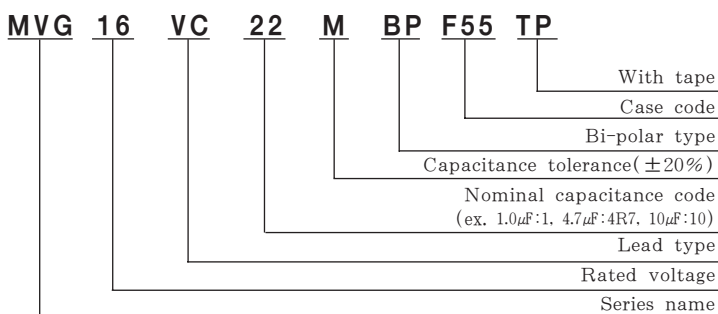 MVG 16 VC 22 M BP F55 TP
With tape
Case code
Bi-polar type
Capacitance tolerance(±20%)
Nominal capacitance code
(ex. 1.0μF:1, 4.7μF:4R7, 10μF:10)
Lead type
Rated voltage
Series name